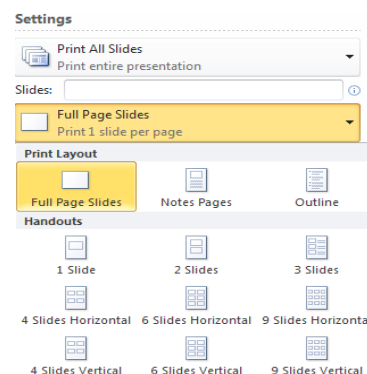 Settings
Print All Slides
Print entire presentation
Slides:
Full Page Slides
Print 1 slide per page
Print Layout
Full Page Slides Notes Pages Outline
Handouts
1 Slide 2 Slides 3 Slides
4 Slides Horizontal 6 Slides Horizontal 9 Slides Horizonta
4 Slides Vertical 6 Slides Vertical 9 Slides Vertical